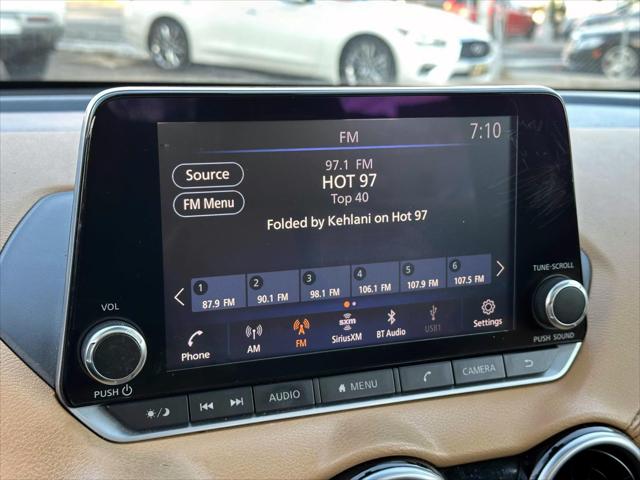 FM
7:10
Source
97.1 FM
HOT 97
FM Menu
Top 40
Folded by Kehlani on Hot 97
1 87.9 FM
2 90.1 FM
3 98.1 FM
4 106.1 FM
5 107.9 FM
6 107.5 FM
Phone
AM
FM
sxm
SiriusXM
BT Audio
USB1
Settings
VOL
PUSH
TUNE·SCROLL
PUSH SOUND
AUDIO
MENU
CAMERA